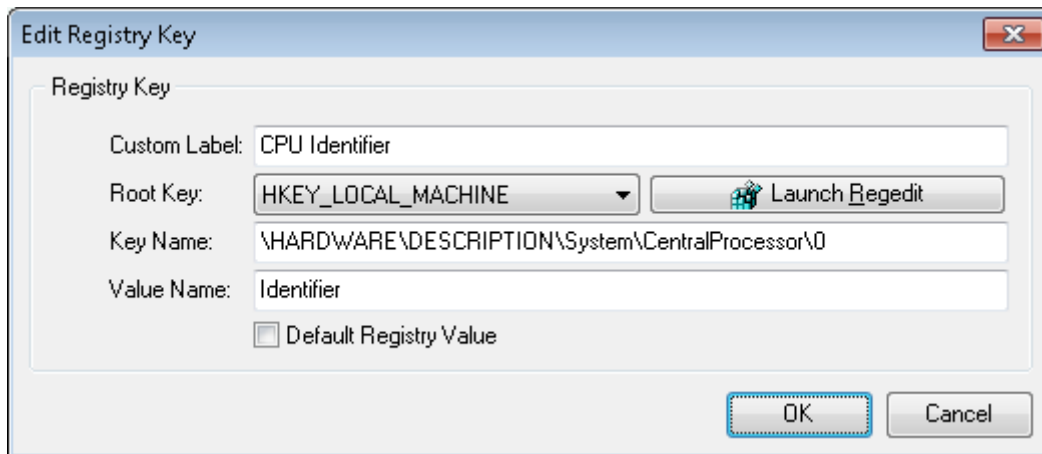 Edit Registry Key
Registry Key
Custom Label: CPU Identifier
Root Key: HKEY_LOCAL_MACHINE Launch Regedit
Key Name: \HARDWARE\DESCRIPTION\System\CentralProcessor\0
Value Name: Identifier
Default Registry Value
OK Cancel